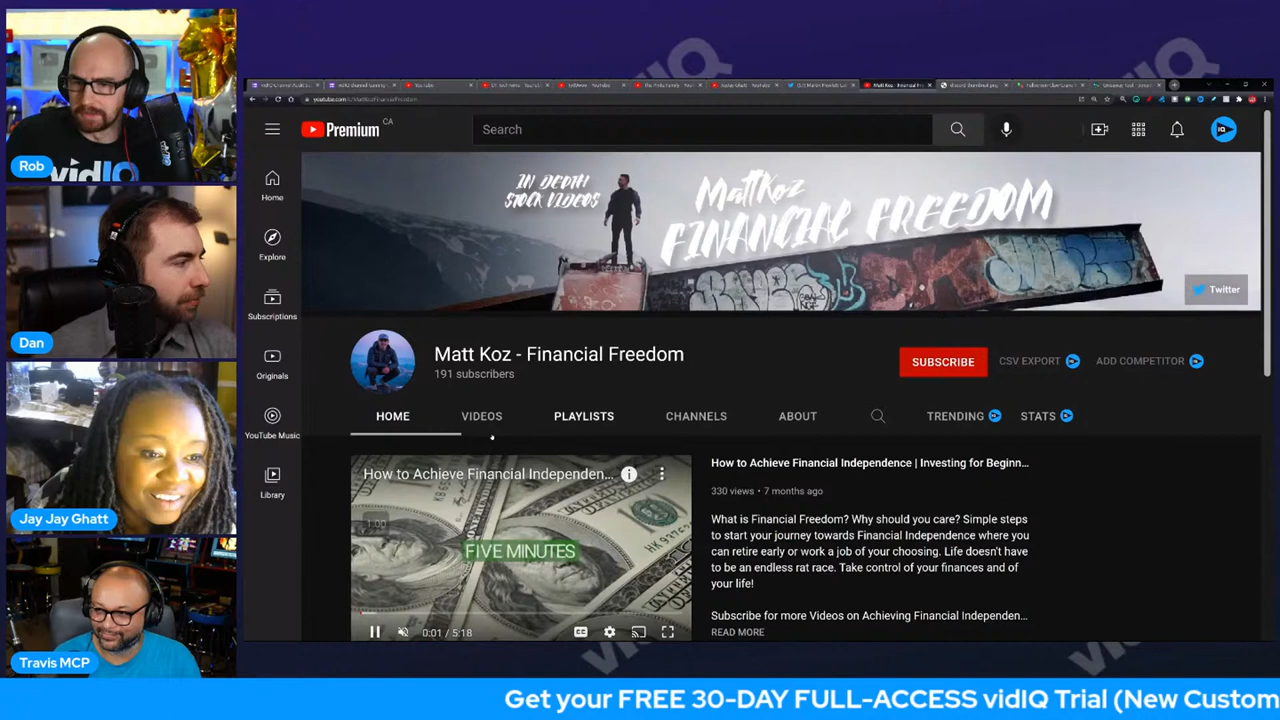 Rob
vidIQ
Dan
Jay Jay Ghatt
Travis MCP
vidIQ
Premium
CA
Search
IN DEPTH
STOCK VIDEOS
MattKoz
FINANCIAL FREEDOM
Twitter
Home
Explore
Subscriptions
Originals
YouTube Music
Library
Matt Koz - Financial Freedom
191 subscribers
SUBSCRIBE
CSV EXPORT
ADD COMPETITOR
HOME
VIDEOS
PLAYLISTS
CHANNELS
ABOUT
TRENDING
STATS
How to Achieve Financial Independen...
1:00
FIVE MINUTES
0:01 / 5:18
How to Achieve Financial Independence | Investing for Beginn...
330 views • 7 months ago
What is Financial Freedom? Why should you care? Simple steps
to start your journey towards Financial Independence where you
can retire early or work a job of your choosing. Life doesn't have
to be an endless rat race. Take control of your finances and of
your life!
Subscribe for more Videos on Achieving Financial Independen...
READ MORE
Get your FREE 30-DAY FULL-ACCESS vidIQ Trial (New Custom